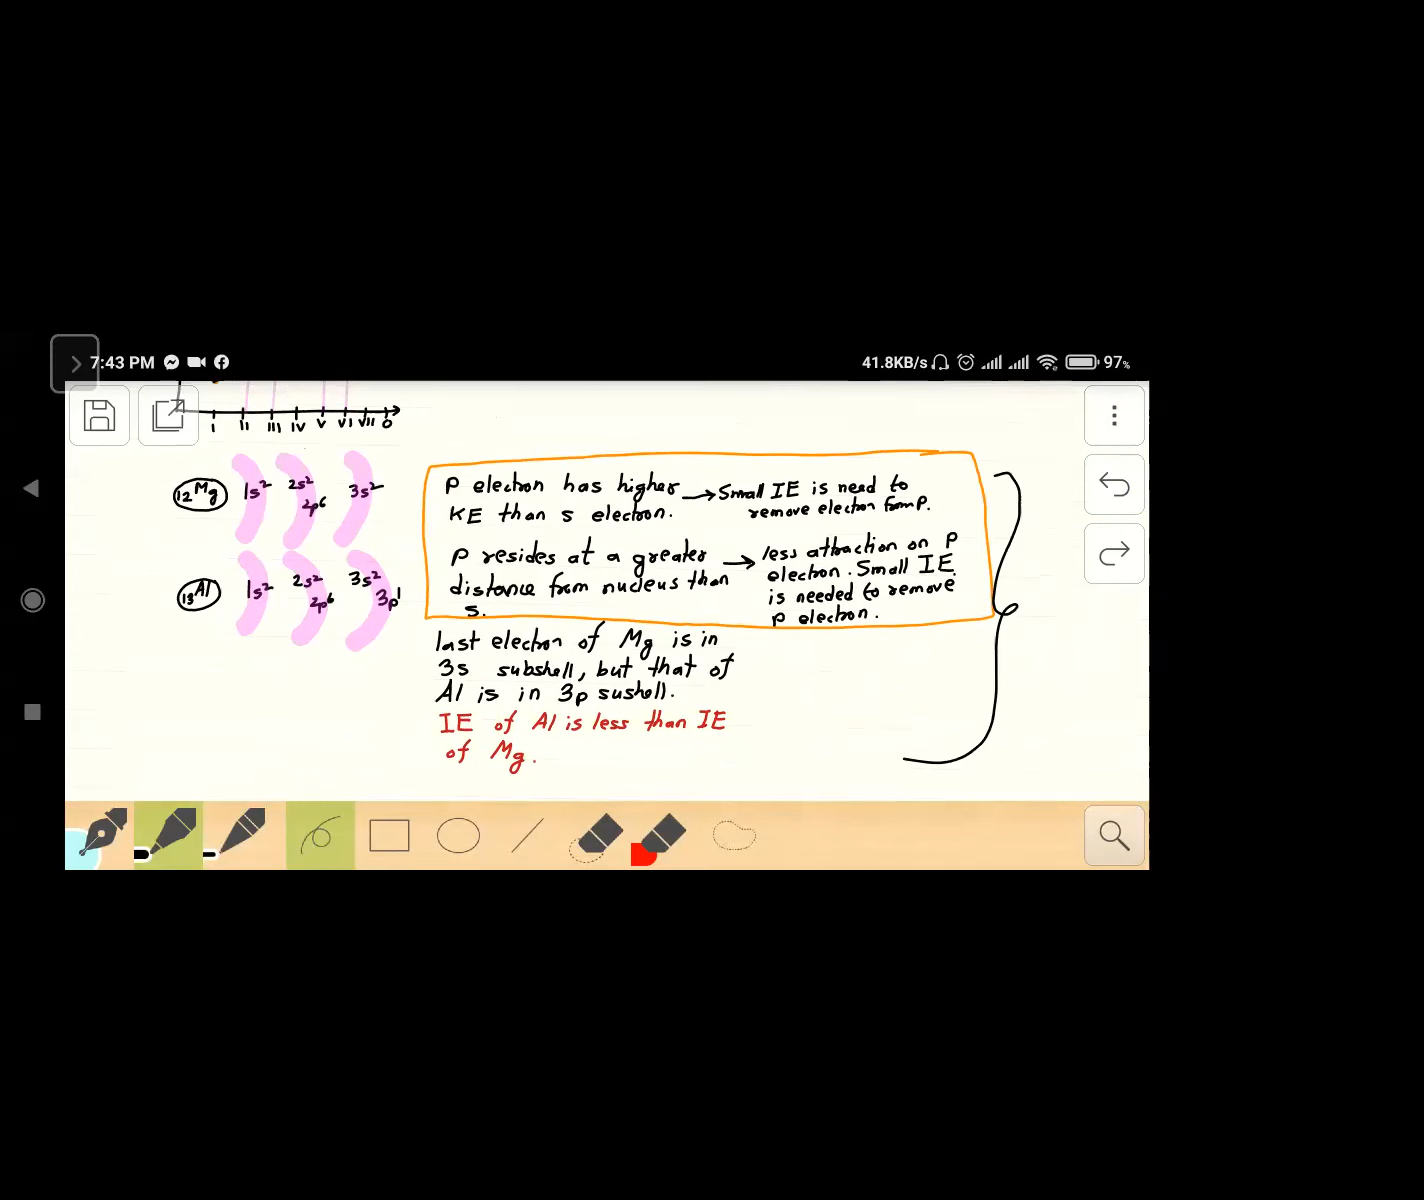 7:43 PM
41.8KB/s
97%
I II III IV V VI VII 0
12Mg 1s² 2s² 2p⁶ 3s²
13Al 1s² 2s² 2p⁶ 3s² 3p¹
P electron has higher
KE than s electron.
→ Small IE is need to
remove electron from P.
P resides at a greater
distance from nucleus than
s.
→ less attraction on P
electron. Small IE
is needed to remove
p electron.
last electron of Mg is in
3s subshell, but that of
Al is in 3p sushell.
IE of Al is less than IE
of Mg.